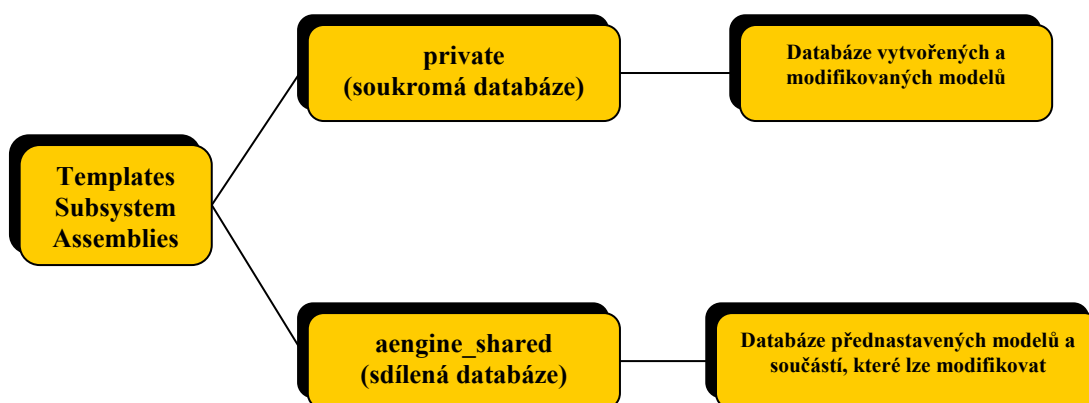 private
(soukromá databáze)
Databáze vytvořených a
modifikovaných modelů
Templates
Subsystem
Assemblies
aengine_shared
(sdílená databáze)
Databáze přednastavených modelů a
součástí, které lze modifikovat